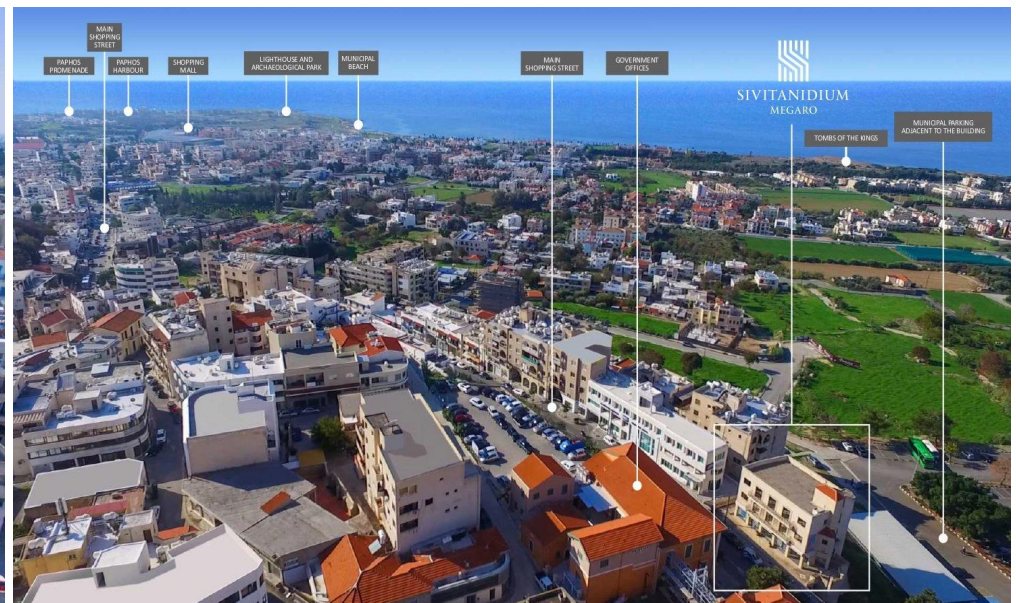 MAIN
SHOPPING
STREET
PAPHOS
PROMENADE
PAPHOS
HARBOUR
SHOPPING
MALL
LIGHTHOUSE AND
ARCHAEOLOGICAL PARK
MUNICIPAL
BEACH
MAIN
SHOPPING STREET
GOVERNMENT
OFFICES
SIVITANIDIUM
MEGARO
TOMBS OF THE KINGS
MUNICIPAL PARKING
ADJACENT TO THE BUILDING